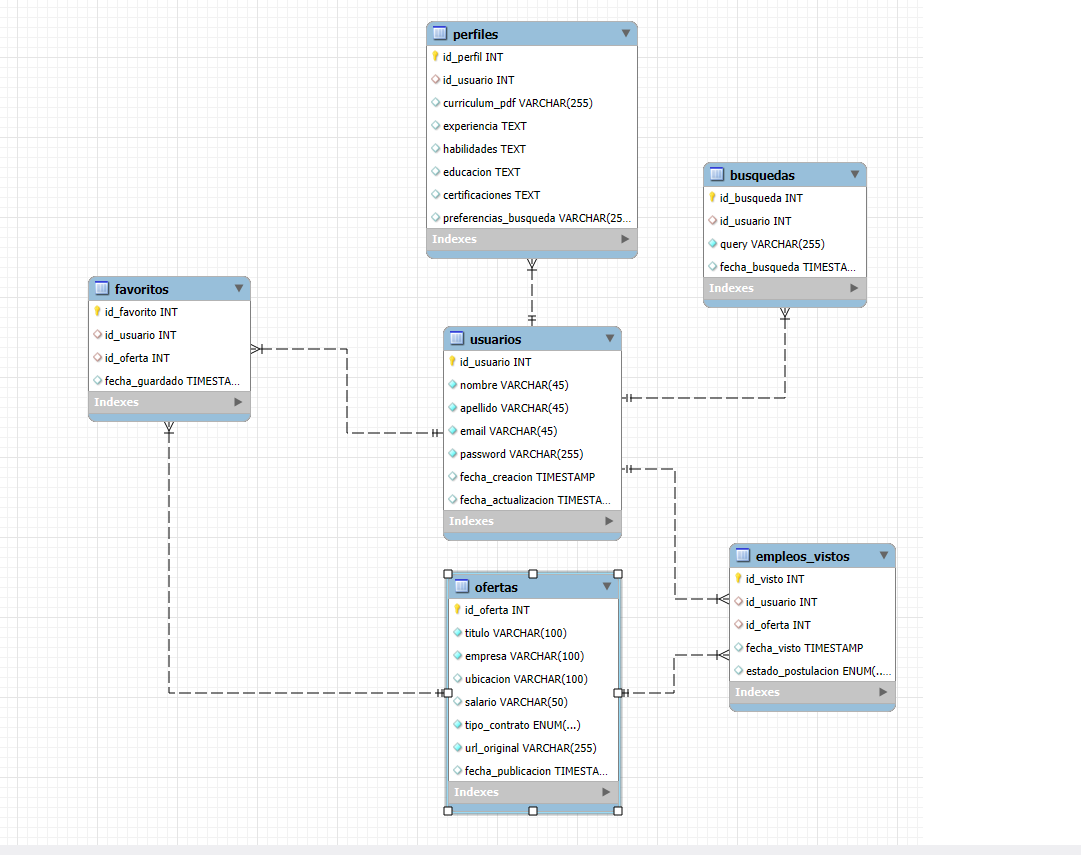 perfiles
id_perfil INT
id_usuario INT
curriculum_pdf VARCHAR(255)
experiencia TEXT
habilidades TEXT
educacion TEXT
certificaciones TEXT
preferencias_busqueda VARCHAR(25...
Indexes
busquedas
id_busqueda INT
id_usuario INT
query VARCHAR(255)
fecha_busqueda TIMESTA...
Indexes
favoritos
id_favorito INT
id_usuario INT
id_oferta INT
fecha_guardado TIMESTA...
Indexes
usuarios
id_usuario INT
nombre VARCHAR(45)
apellido VARCHAR(45)
email VARCHAR(45)
password VARCHAR(255)
fecha_creacion TIMESTAMP
fecha_actualizacion TIMESTA...
Indexes
ofertas
id_oferta INT
titulo VARCHAR(100)
empresa VARCHAR(100)
ubicacion VARCHAR(100)
salario VARCHAR(50)
tipo_contrato ENUM(...)
url_original VARCHAR(255)
fecha_publicacion TIMESTA...
Indexes
empleos_vistos
id_visto INT
id_usuario INT
id_oferta INT
fecha_visto TIMESTAMP
estado_postulacion ENUM(.....
Indexes